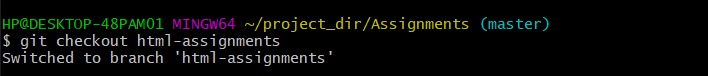 HP@DESKTOP-48PAM01 MINGW64 ~/project_dir/Assignments (master)
$ git checkout html-assignments
Switched to branch 'html-assignments'